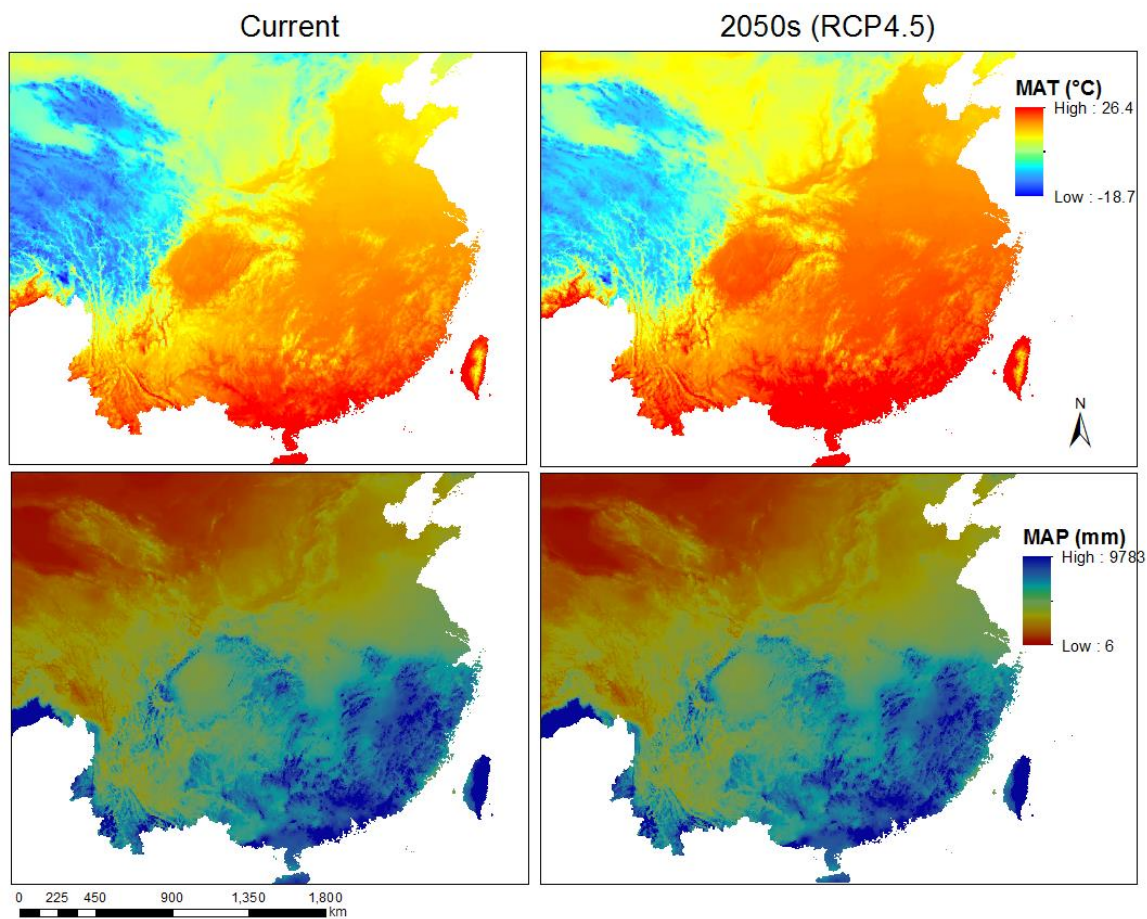 Current
2050s (RCP4.5)
MAT (°C)
High : 26.4
Low : -18.7
N
MAP (mm)
High : 9783
Low : 6
0 225 450 900 1,350 1,800
km